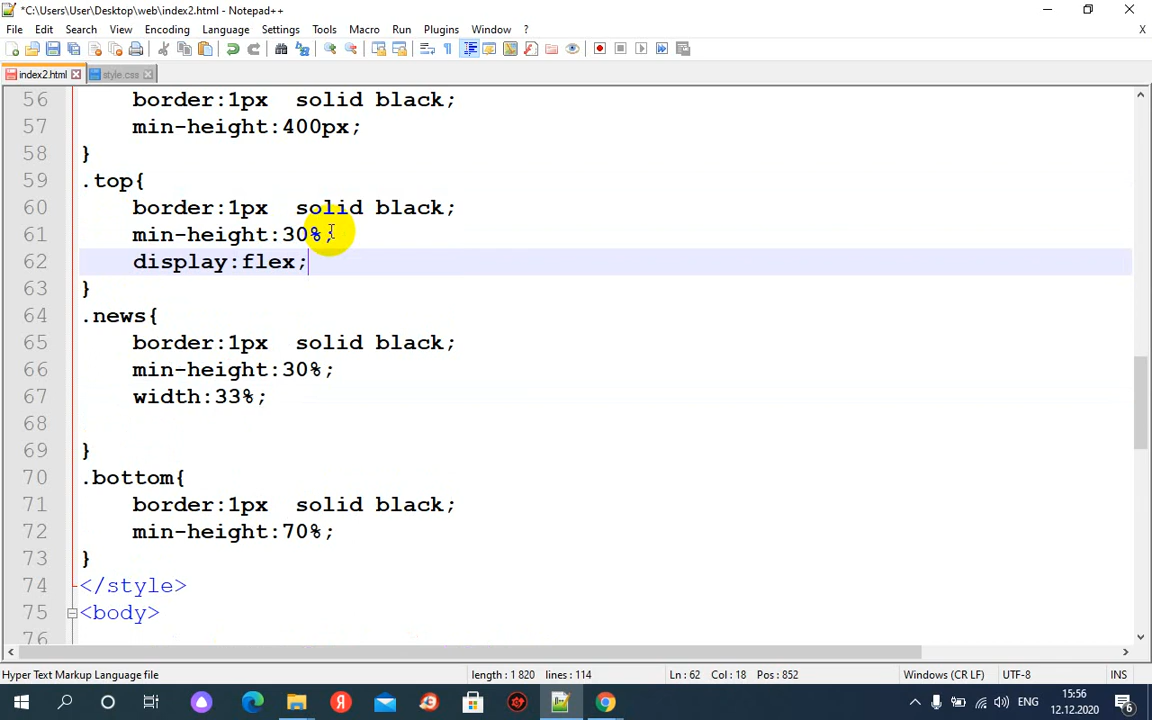 *C:\Users\User\Desktop\web\index2.html - Notepad++
File Edit Search View Encoding Language Settings Tools Macro Run Plugins Window ?
index2.html style.css
56 border:1px  solid black;
57 min-height:400px;
58 }
59 .top{
60 border:1px  solid black;
61 min-height:30%;
62 display:flex;
63 }
64 .news{
65 border:1px  solid black;
66 min-height:30%;
67 width:33%;
68
69 }
70 .bottom{
71 border:1px  solid black;
72 min-height:70%;
73 }
74 </style>
75 <body>
76
Hyper Text Markup Language file length : 1 820 lines : 114 Ln : 62 Col : 18 Pos : 852 Windows (CR LF) UTF-8 INS
ENG 15:56
12.12.2020 6